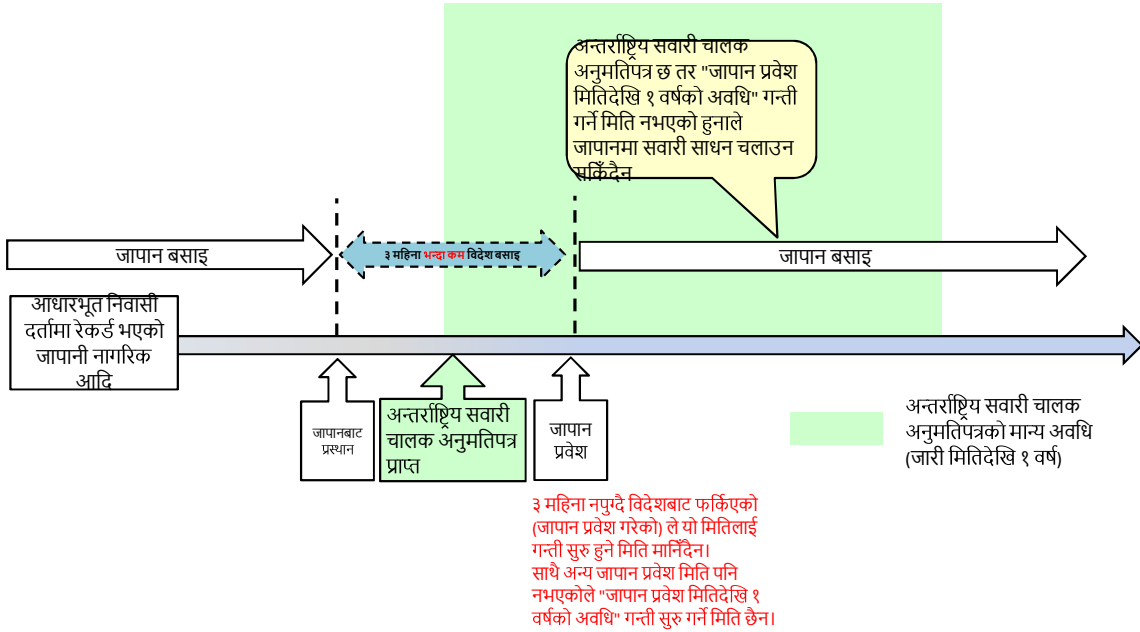 अन्तर्राष्ट्रिय सवारी चालक
अनुमतिपत्र छ तर "जापान प्रवेश
मितिदेखि १ वर्षको अवधि" गन्ती
गर्ने मिति नभएको हुनाले
जापानमा सवारी साधन चलाउन
सकिँदैन
जापान बसाइ
३ महिना भन्दा कम विदेश बसाइ
जापान बसाइ
आधारभूत निवासी
दर्तामा रेकर्ड भएको
जापानी नागरिक
आदि
जापानबाट
प्रस्थान
अन्तर्राष्ट्रिय सवारी
चालक अनुमतिपत्र
प्राप्त
जापान
प्रवेश
अन्तर्राष्ट्रिय सवारी चालक
अनुमतिपत्रको मान्य अवधि
(जारी मितिदेखि १ वर्ष)
३ महिना नपुग्दै विदेशबाट फर्किएको
(जापान प्रवेश गरेको) ले यो मितिलाई
गन्ती सुरु हुने मिति मानिँदैन।
साथै अन्य जापान प्रवेश मिति पनि
नभएकोले "जापान प्रवेश मितिदेखि १
वर्षको अवधि" गन्ती सुरु गर्ने मिति छैन।